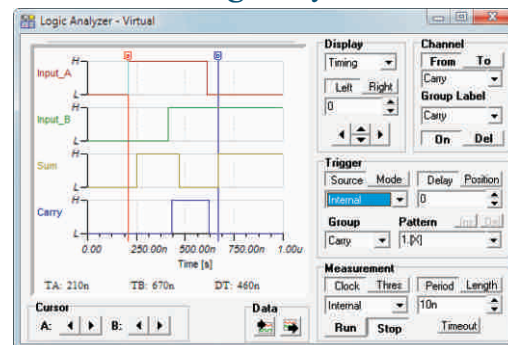 Logic Analyzer - Virtual
H
Input_A
L
H
Input_B
L
H
Sum
L
H
Carry
L
a
b
0.00 250.00n 500.00n 750.00n 1.00u
Time [s]
TA: 210n TB: 670n DT: 460n
Cursor
A: B:
Data
Display
Timing
Left Right
0
Channel
From To
Carry
Group Label
Carry
On Del
Trigger
Source Mode Delay Position
Internal 0
Group Pattern Ins Del
Carry 1.[X]
Measurement
Clock Thres Period Length
Internal 10n
Run Stop Timeout